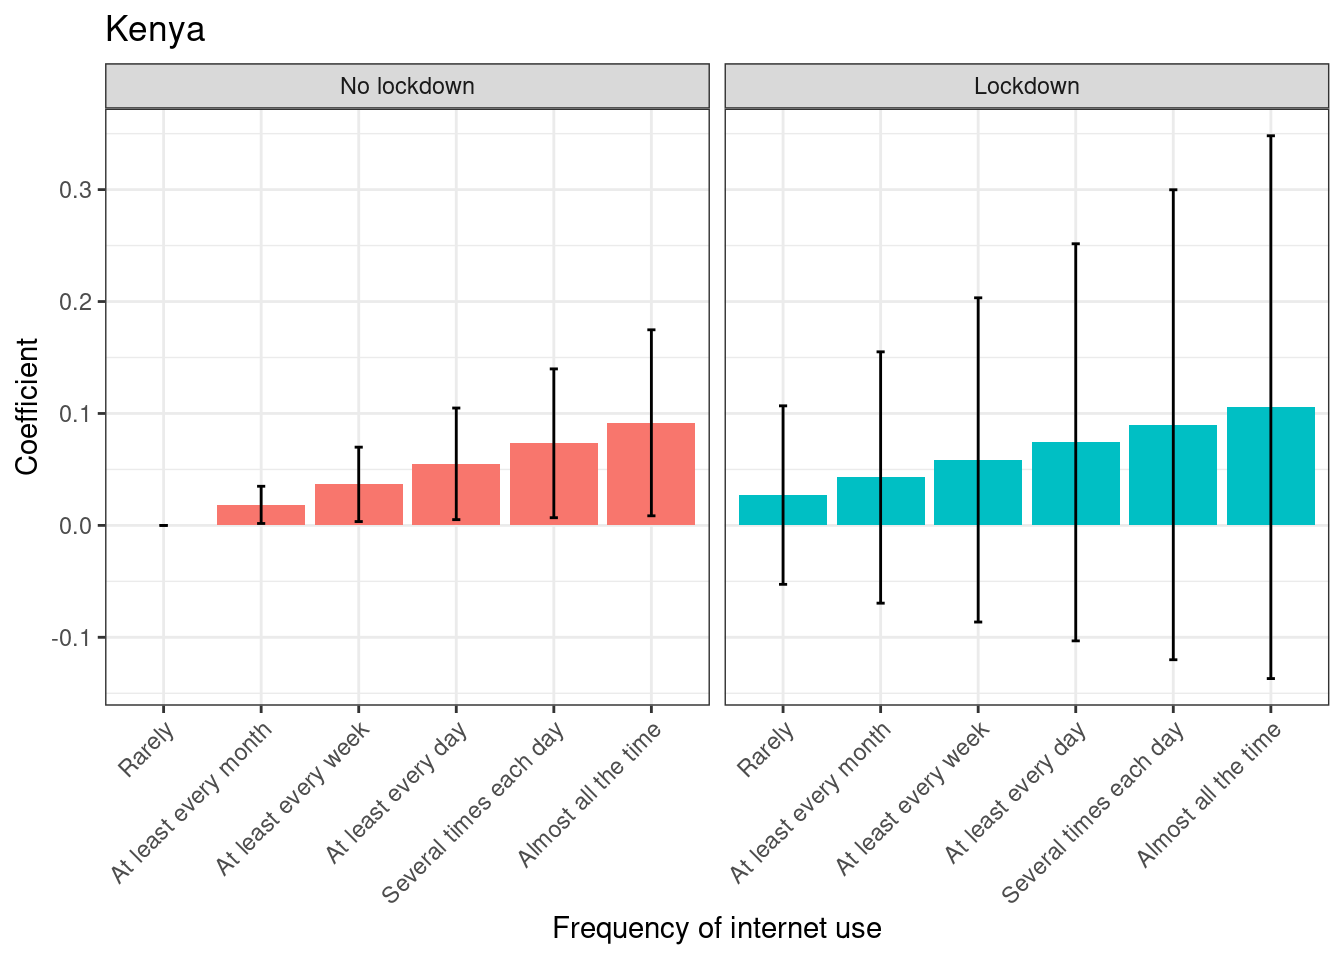 Kenya
No lockdown
Lockdown
Coefficient
0.3
0.2
0.1
0.0
-0.1
Rarely
At least every month
At least every week
At least every day
Several times each day
Almost all the time
Rarely
At least every month
At least every week
At least every day
Several times each day
Almost all the time
Frequency of internet use